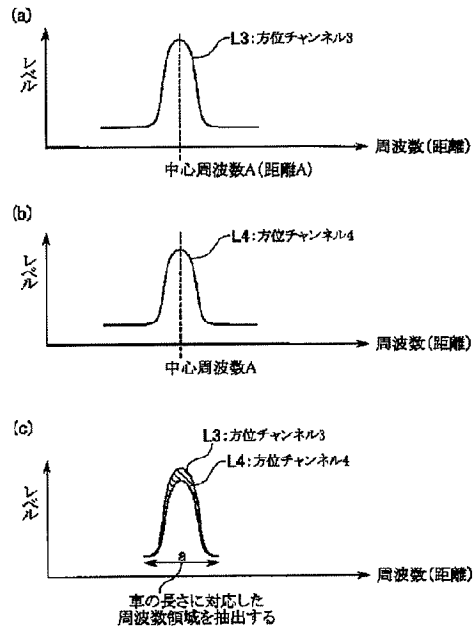 (a)
レベル
L3:方位チャンネル3
周波数(距離)
中心周波数A(距離A)
(b)
レベル
L4:方位チャンネル4
周波数(距離)
中心周波数A
(c)
レベル
L3:方位チャンネル3
L4:方位チャンネル4
a
周波数(距離)
車の長さに対応した
周波数領域を抽出する